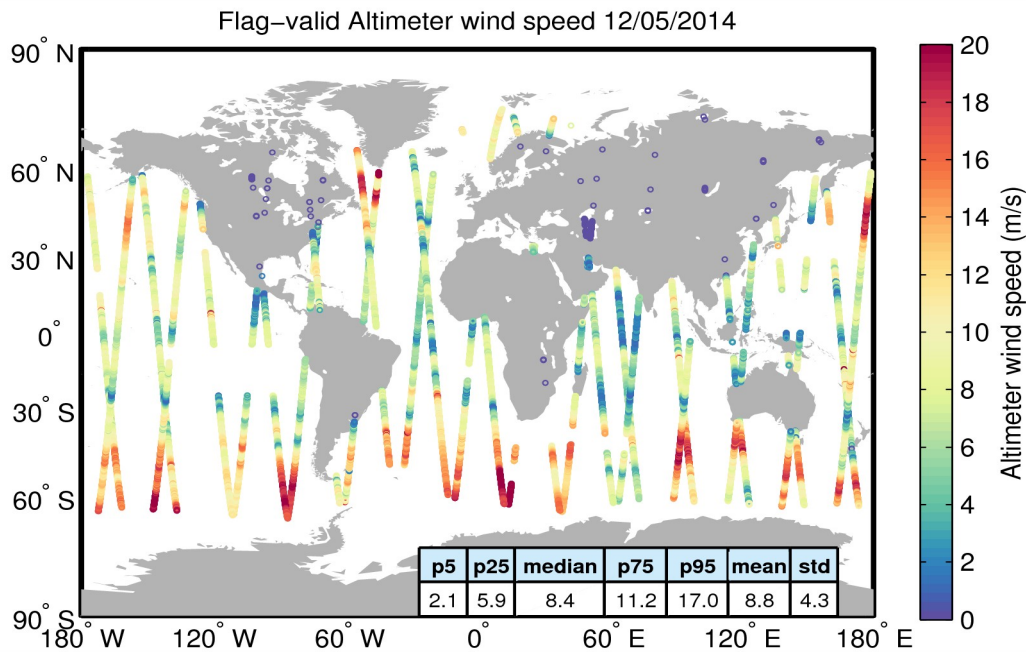 Flag−valid Altimeter wind speed 12/05/2014
90° N
60° N
30° N
0°
30° S
60° S
90° S
180° W
120° W
60° W
0°
60° E
120° E
180° E
p5 p25 median p75 p95 mean std
2.1 5.9 8.4 11.2 17.0 8.8 4.3
20
18
16
14
12
10
8
6
4
2
0
Altimeter wind speed (m/s)